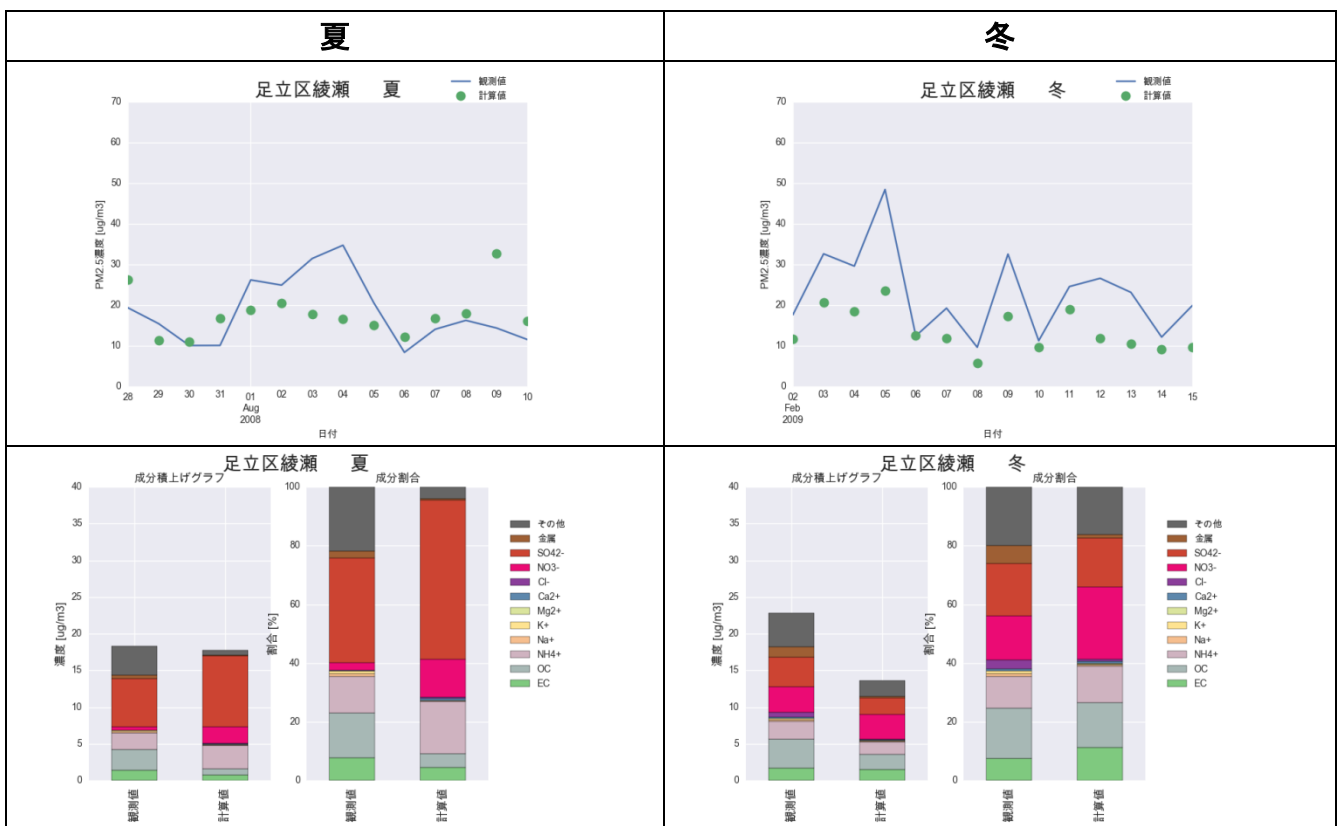 夏
冬
足立区綾瀬 夏
観測値
計算値
70
60
50
40
30
20
10
0
PM2.5濃度 [ug/m3]
28 29 30 31 01 02 03 04 05 06 07 08 09 10
Aug
2008
日付
足立区綾瀬 冬
観測値
計算値
70
60
50
40
30
20
10
0
PM2.5濃度 [ug/m3]
02 03 04 05 06 07 08 09 10 11 12 13 14 15
Feb
2009
日付
足立区綾瀬 夏
成分積上げグラフ
成分割合
40
35
30
25
20
15
10
5
0
濃度 [ug/m3]
観測値
計算値
100
80
60
40
20
0
割合 [%]
観測値
計算値
その他
金属
SO42-
NO3-
Cl-
Ca2+
Mg2+
K+
Na+
NH4+
OC
EC
足立区綾瀬 冬
成分積上げグラフ
成分割合
40
35
30
25
20
15
10
5
0
濃度 [ug/m3]
観測値
計算値
100
80
60
40
20
0
割合 [%]
観測値
計算値
その他
金属
SO42-
NO3-
Cl-
Ca2+
Mg2+
K+
Na+
NH4+
OC
EC